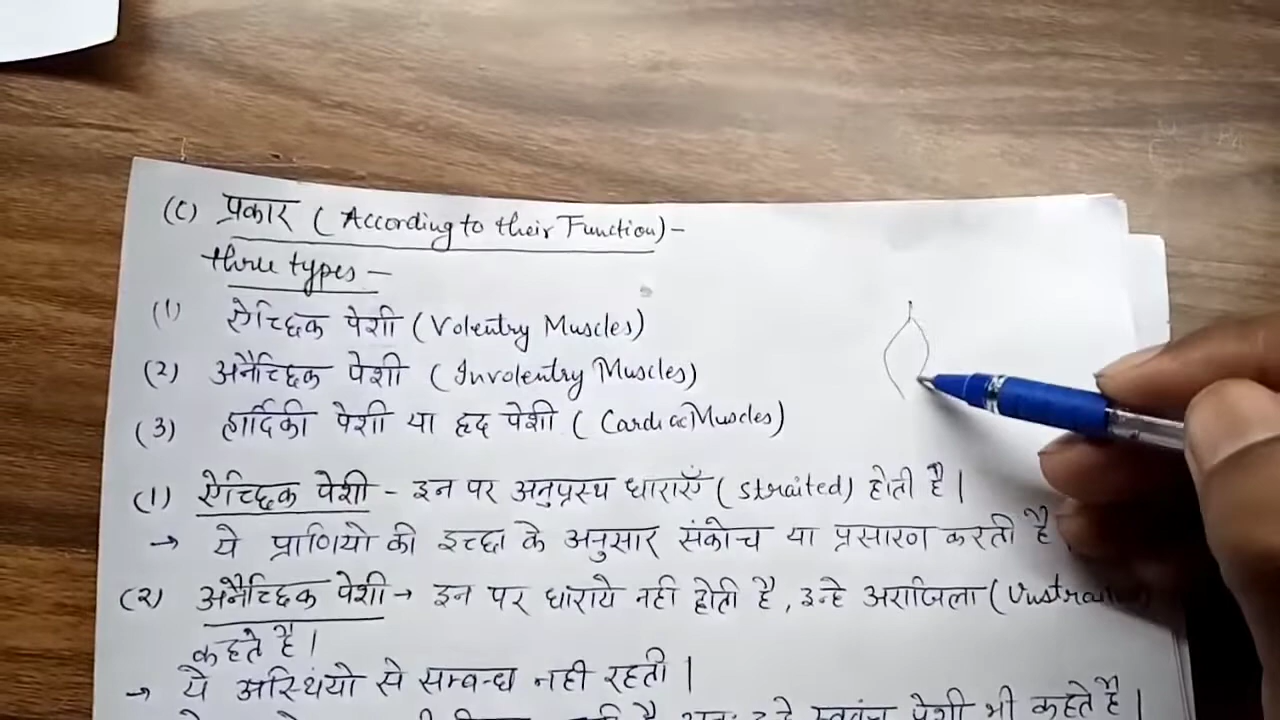 (C) प्रकार ( According to their Function) –
three types –
(1) ऐच्छिक पेशी ( Volentry Muscles)
(2) अनैच्छिक पेशी ( Involentry Muscles)
(3) हार्दिकी पेशी या हृद पेशी ( Cardiac Muscles)
(1) ऐच्छिक पेशी – इन पर अनुप्रस्थ धाराएँ ( straited) होती है |
→ ये प्राणियो की इच्छा के अनुसार संकोच या प्रसारण करती है
(2) अनैच्छिक पेशी → इन पर धाराये नही होती है , इन्हे अराजिला (
कहते है |
→ ये अस्थियो से सम्बन्ध नही रहती |
है स्वतंत्र पेशी भी कहते है |